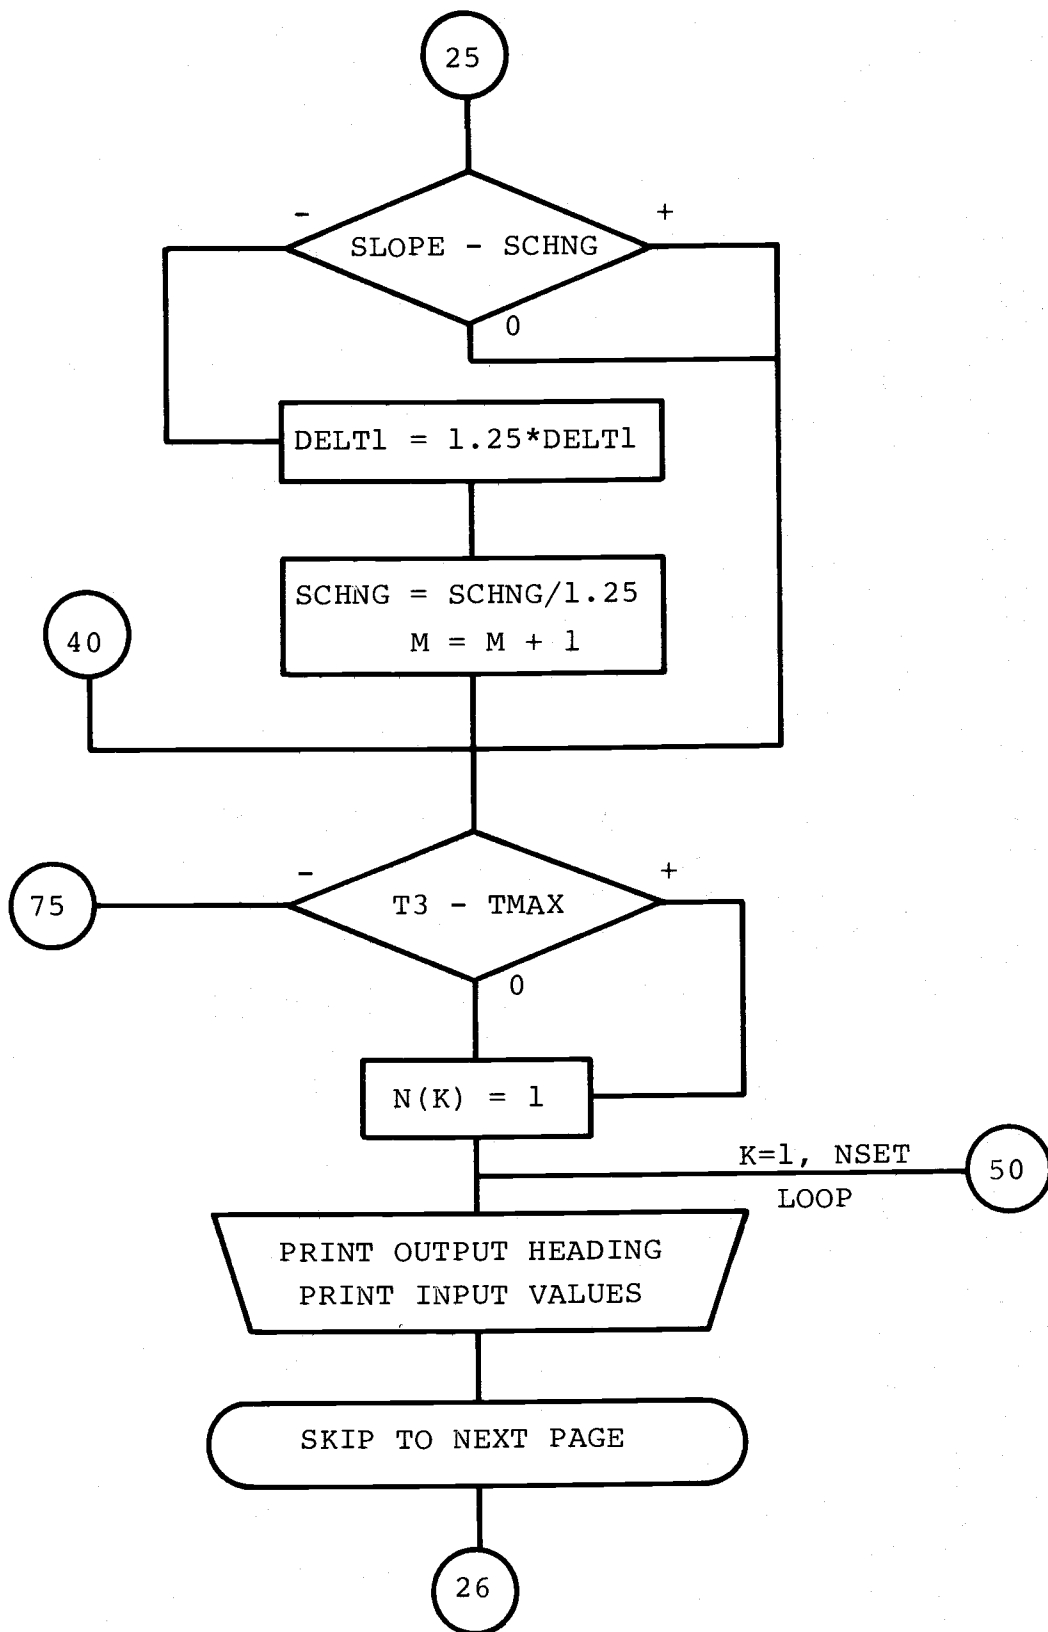 25
-
+
SLOPE - SCHNG
0
DELT1 = 1.25*DELT1
SCHNG = SCHNG/1.25
M = M + 1
40
-
+
75
T3 - TMAX
0
N(K) = 1
K=1, NSET
LOOP
50
PRINT OUTPUT HEADING
PRINT INPUT VALUES
SKIP TO NEXT PAGE
26